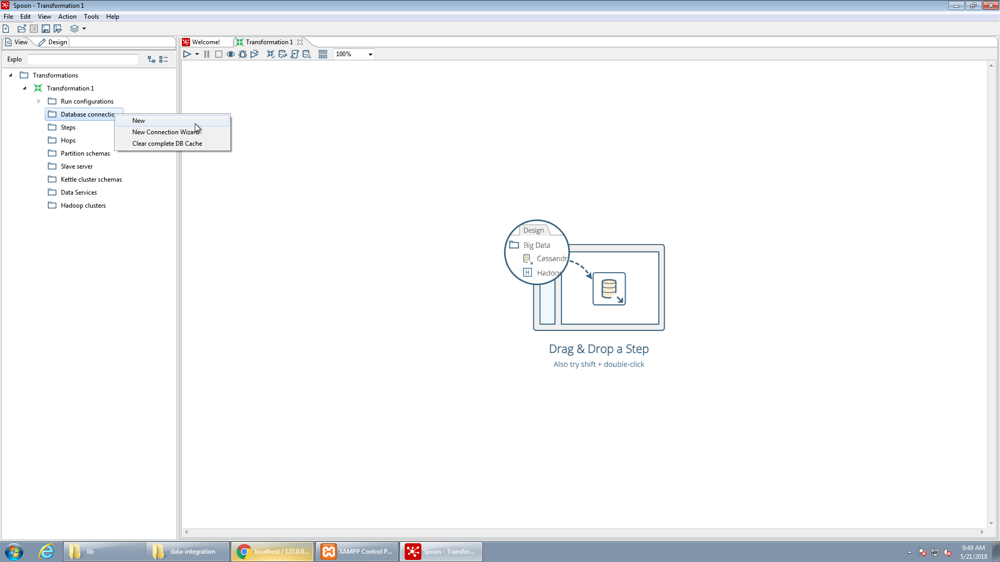 Spoon - Transformation 1
File Edit View Action Tools Help
View Design
Welcome! Transformation 1
100%
Explo
Transformations
Transformation 1
Run configurations
Database connectio
New
New Connection Wizard
Clear complete DB Cache
Steps
Hops
Partition schemas
Slave server
Kettle cluster schemas
Data Services
Hadoop clusters
Design
Big Data
Cassandr
H Hadoop
Drag & Drop a Step
Also try shift + double-click
lib data-integration localhost / 127.0.0... XAMPP Control P... Spoon - Transfor...
9:49 AM
5/21/2018